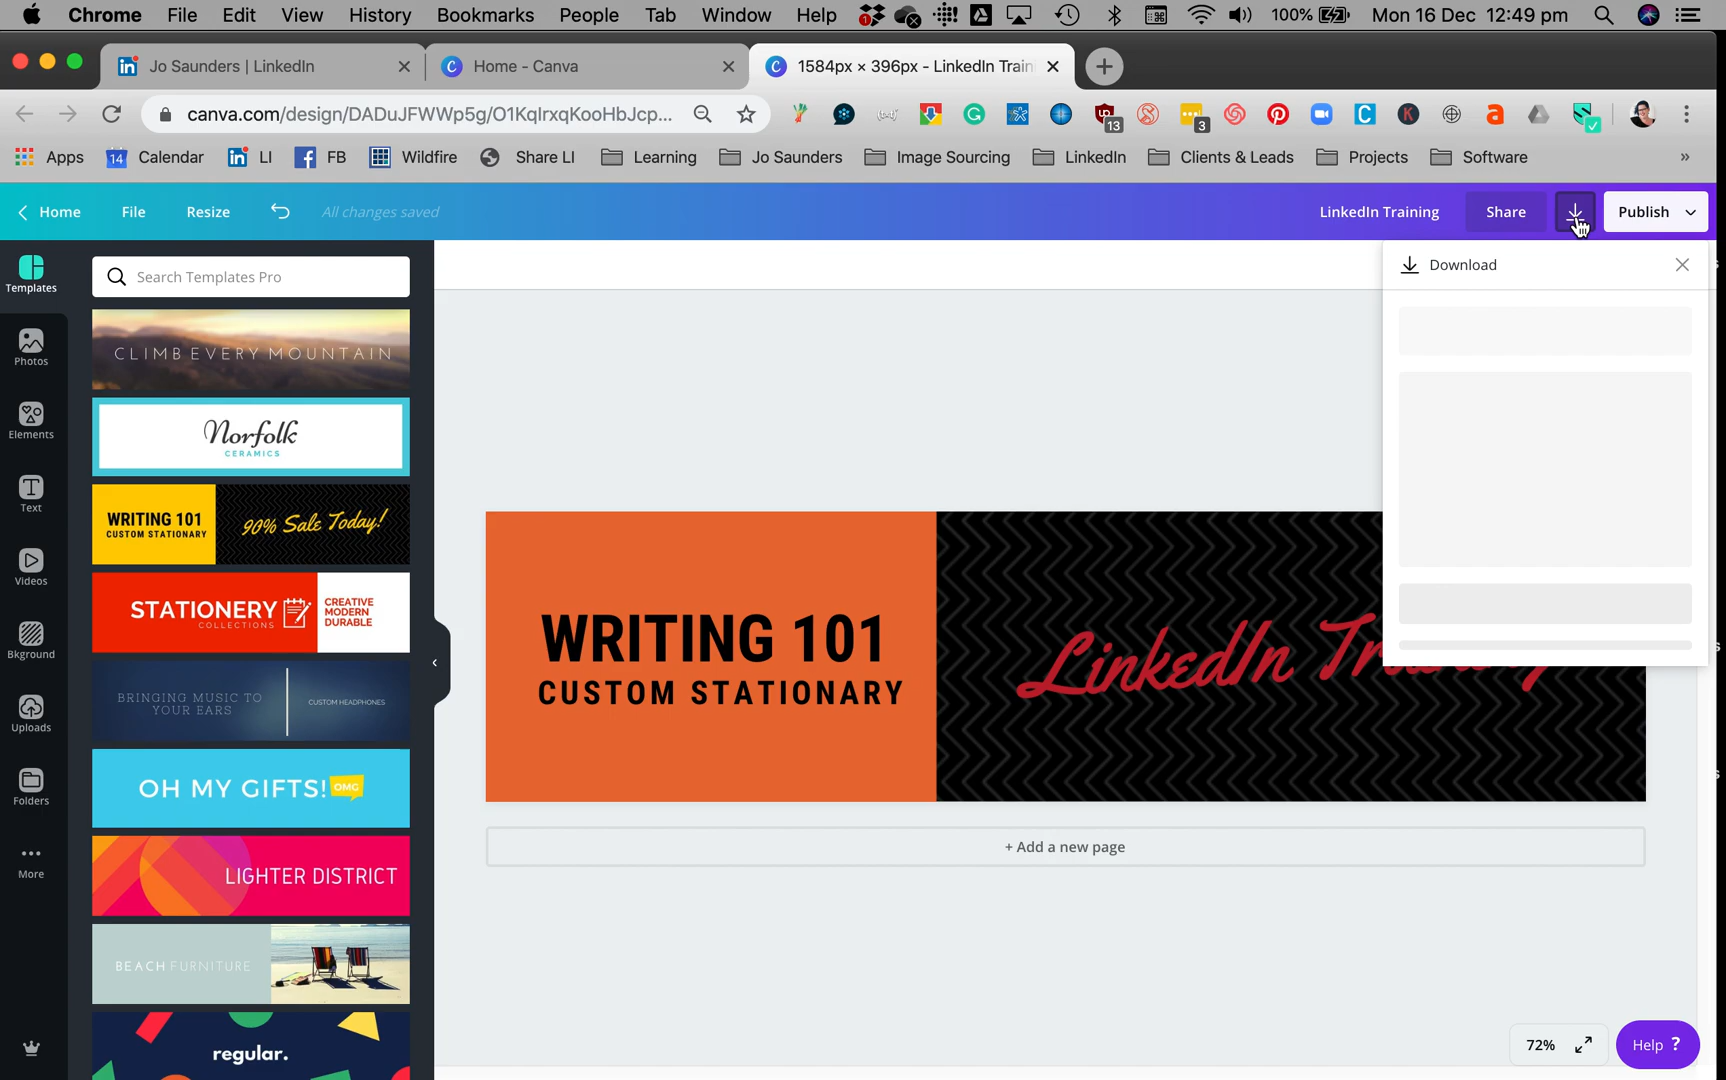 Chrome File Edit View History Bookmarks People Tab Window Help 1 100% Mon 16 Dec 12:49 pm
Jo Saunders | LinkedIn
Home - Canva
1584px × 396px - LinkedIn Train
canva.com/design/DADuJFWWp5g/O1KqlrxqKooHbJcp...
13
3
Apps 14 Calendar LI FB Wildfire Share LI Learning Jo Saunders Image Sourcing LinkedIn Clients & Leads Projects Software »
Home File Resize All changes saved LinkedIn Training Share Publish
Templates
Photos
Elements
Text
Videos
Bkground
Uploads
Folders
More
Search Templates Pro
CLIMB EVERY MOUNTAIN
Norfolk
CERAMICS
WRITING 101
CUSTOM STATIONARY
90% Sale Today!
STATIONERY
COLLECTIONS
CREATIVE
MODERN
DURABLE
BRINGING MUSIC TO
YOUR EARS
CUSTOM HEADPHONES
OH MY GIFTS!
OMG
LIGHTER DISTRICT
BEACH FURNITURE
regular.
Download
WRITING 101
CUSTOM STATIONARY
LinkedIn
+ Add a new page
72%
Help ?